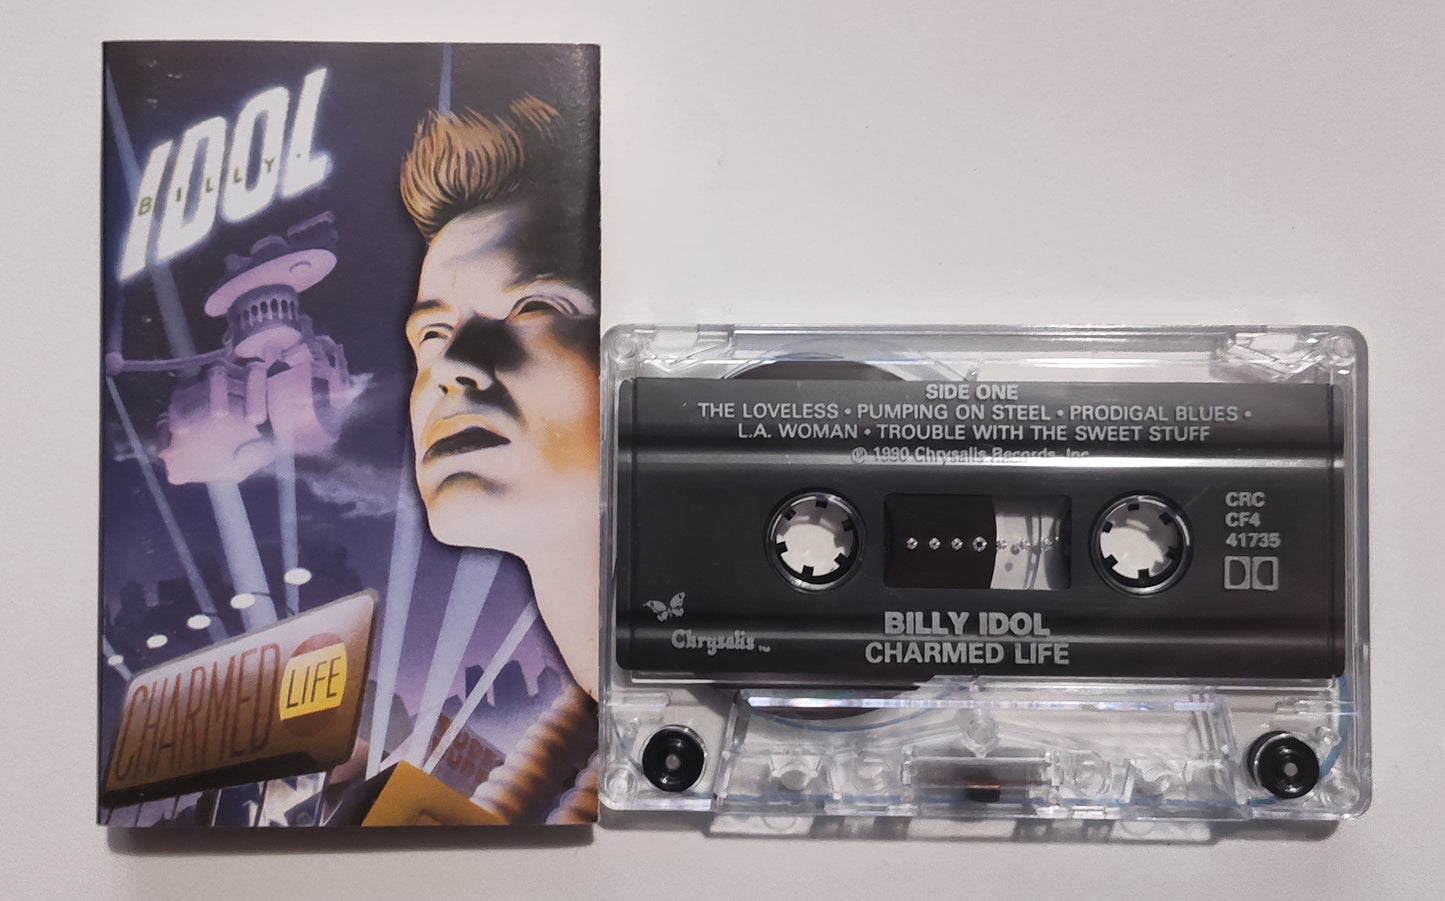 IDOL
BILLY
CHARMED
LIFE
SIDE ONE
THE LOVELESS • PUMPING ON STEEL • PRODIGAL BLUES •
L.A. WOMAN • TROUBLE WITH THE SWEET STUFF
℗ 1990 Chrysalis Records, Inc.
CRC
CF4
41735
Chrysalis ™
BILLY IDOL
CHARMED LIFE